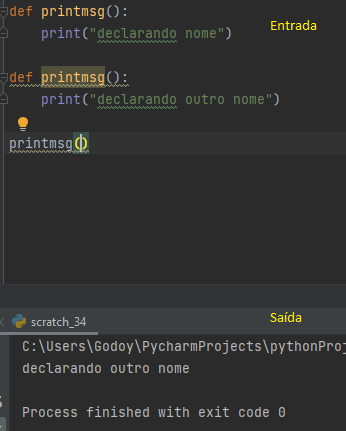 def printmsg():
Entrada
print("declarando nome")
def printmsg():
print("declarando outro nome")
printmsg()
Saída
scratch_34
C:\Users\Godoy\PycharmProjects\pythonProj
declarando outro nome
Process finished with exit code 0